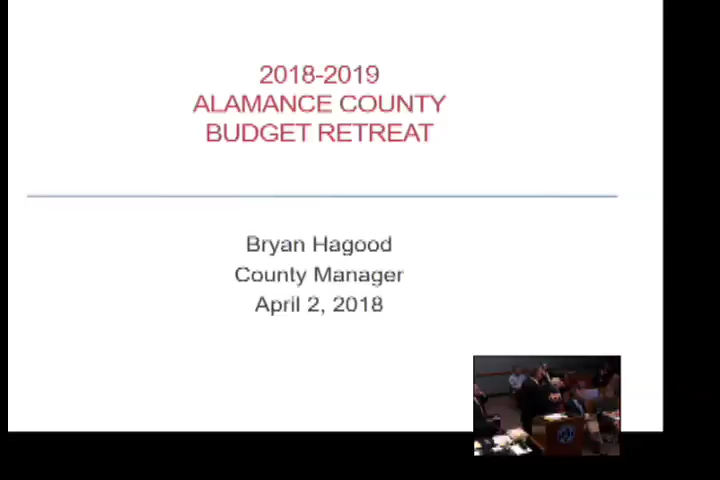 2018-2019
ALAMANCE COUNTY
BUDGET RETREAT
Bryan Hagood
County Manager
April 2, 2018